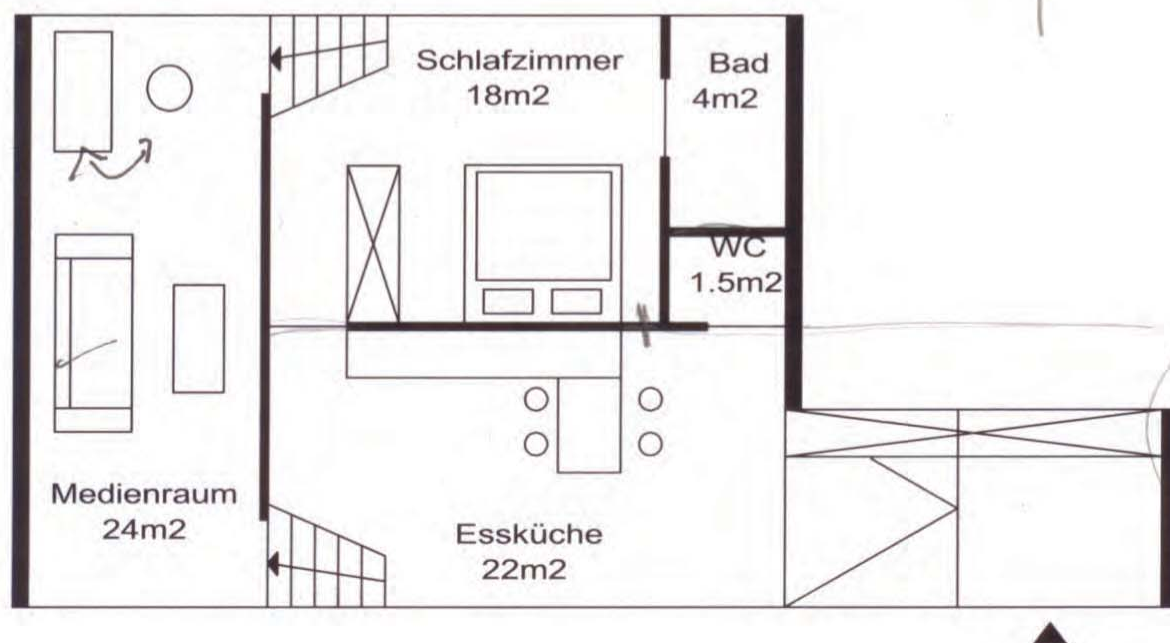 Schlafzimmer
18m2
Bad
4m2
WC
1.5m2
Medienraum
24m2
Essküche
22m2